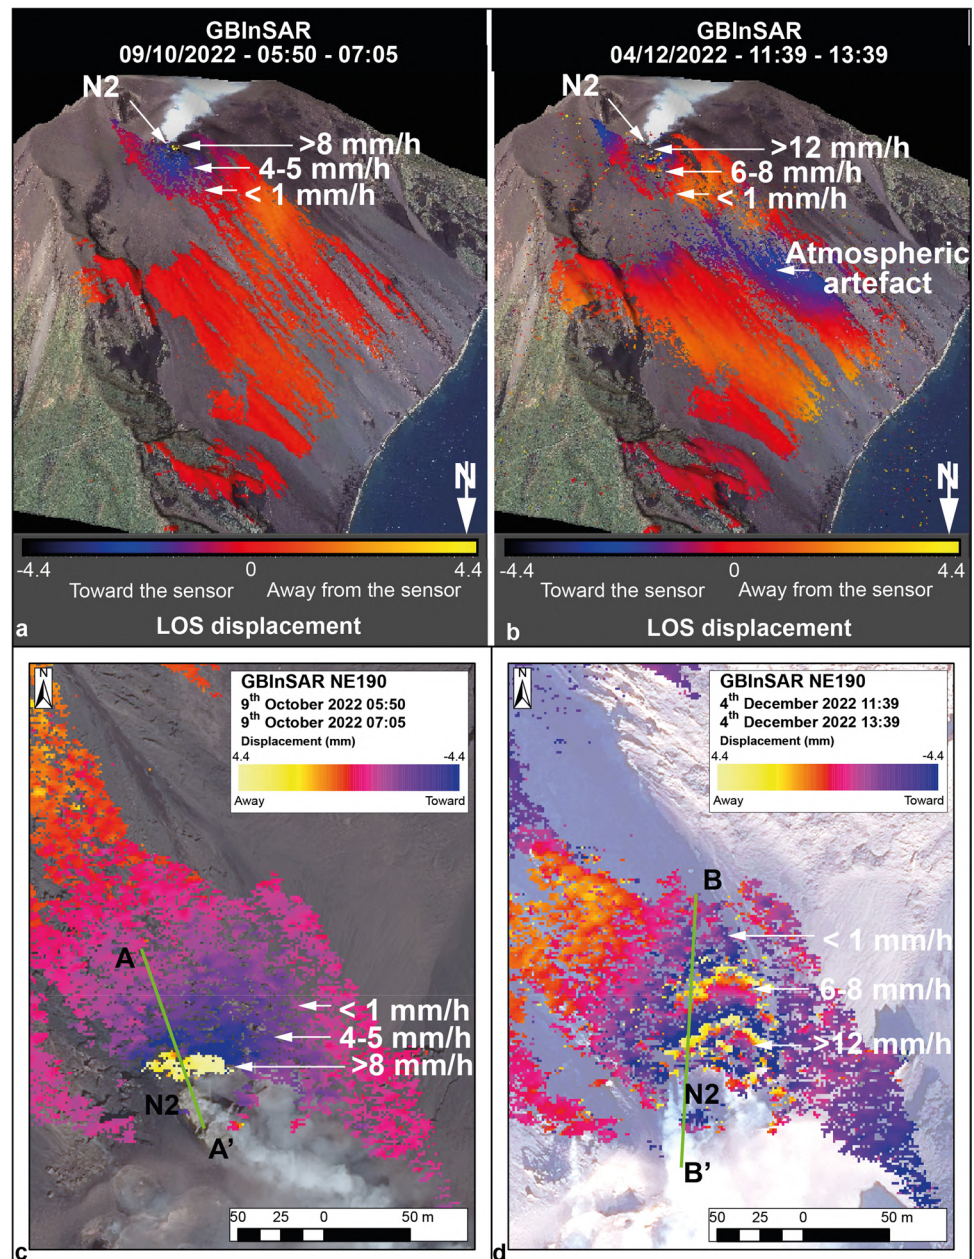 GBInSAR
09/10/2022 - 05:50 - 07:05
N2
>8 mm/h
4-5 mm/h
< 1 mm/h
N
-4.4
0
4.4
Toward the sensor
Away from the sensor
a
LOS displacement
GBInSAR
04/12/2022 - 11:39 - 13:39
N2
>12 mm/h
6-8 mm/h
< 1 mm/h
Atmospheric
artefact
N
-4.4
0
4.4
Toward the sensor
Away from the sensor
b
LOS displacement
N
GBInSAR NE190
9th October 2022 05:50
9th October 2022 07:05
Displacement (mm)
4.4
-4.4
Away
Toward
A
< 1 mm/h
4-5 mm/h
>8 mm/h
N2
A’
50 25 0 50 m
c
N
GBInSAR NE190
4th December 2022 11:39
4th December 2022 13:39
Displacement (mm)
4.4
-4.4
Away
Toward
B
< 1 mm/h
6-8 mm/h
>12 mm/h
N2
B’
50 25 0 50 m
d